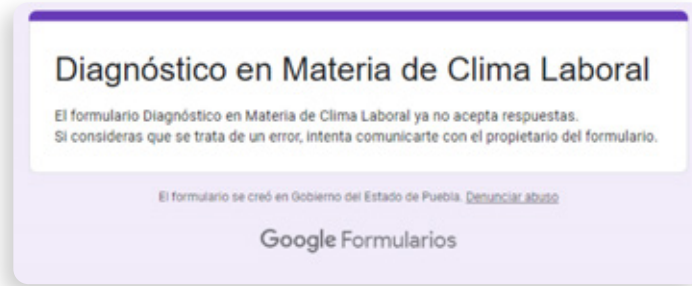 Diagnóstico en Materia de Clima Laboral
El formulario Diagnóstico en Materia de Clima Laboral ya no acepta respuestas.
Si consideras que se trata de un error, intenta comunicarte con el propietario del formulario.
El formulario se creó en Gobierno del Estado de Puebla. Denunciar abuso
Google Formularios